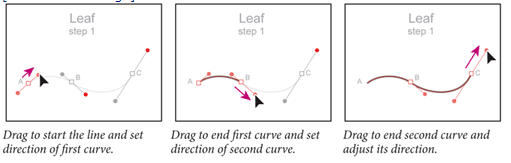 Leaf
step 1
A
B
C
Leaf
step 1
A
B
C
Leaf
step 1
A
B
C
Drag to start the line and set
direction of first curve.
Drag to end first curve and set
direction of second curve.
Drag to end second curve and
adjust its direction.